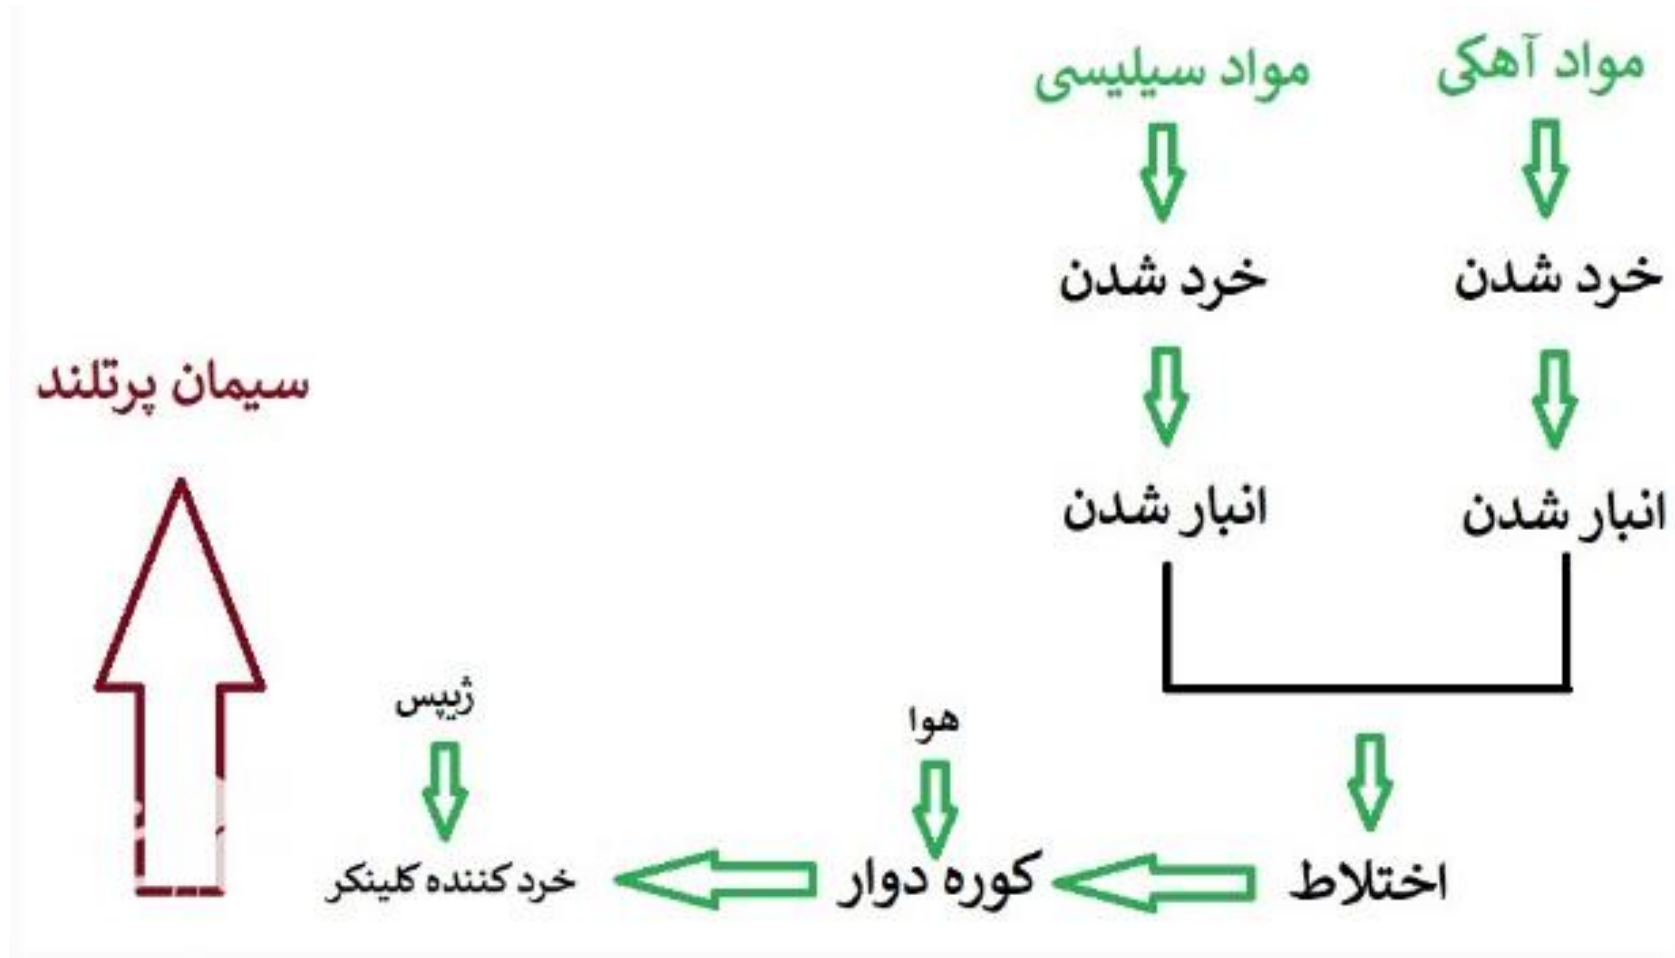 مواد آهکی
مواد سیلیسی
خرد شدن
خرد شدن
سیمان پرتلند
انبار شدن
انبار شدن
ژیپس
هوا
اختلاط
کوره دوار
خرد کننده کلینکر